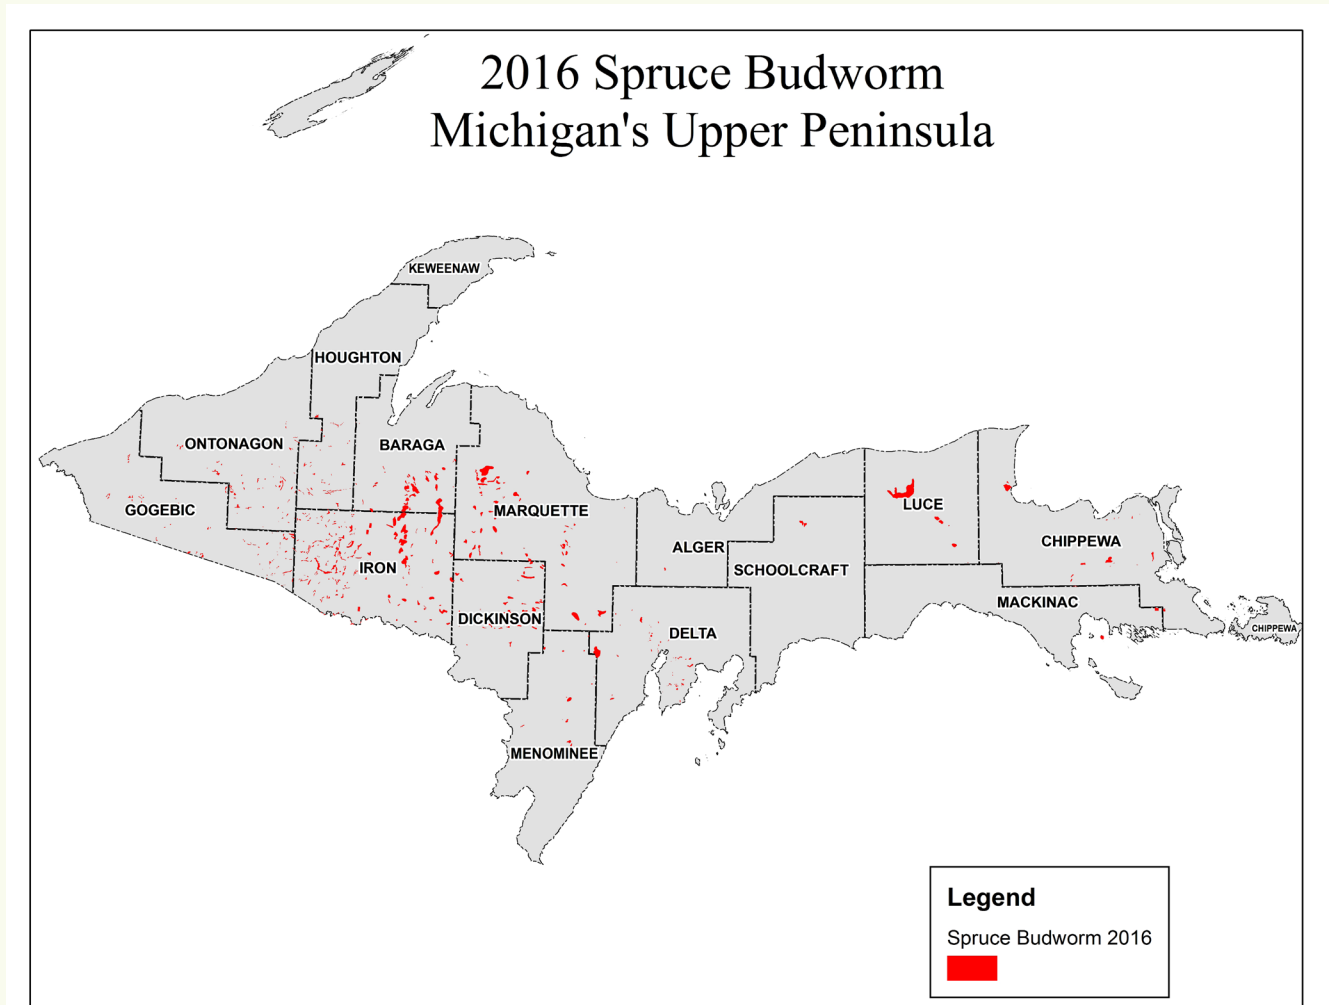 2016 Spruce Budworm
Michigan's Upper Peninsula
KEWEENAW
HOUGHTON
ONTONAGON
BARAGA
GOGEBIC
MARQUETTE
LUCE
ALGER
CHIPPEWA
IRON
SCHOOLCRAFT
MACKINAC
DICKINSON
DELTA
CHIPPEWA
MENOMINEE
Legend
Spruce Budworm 2016